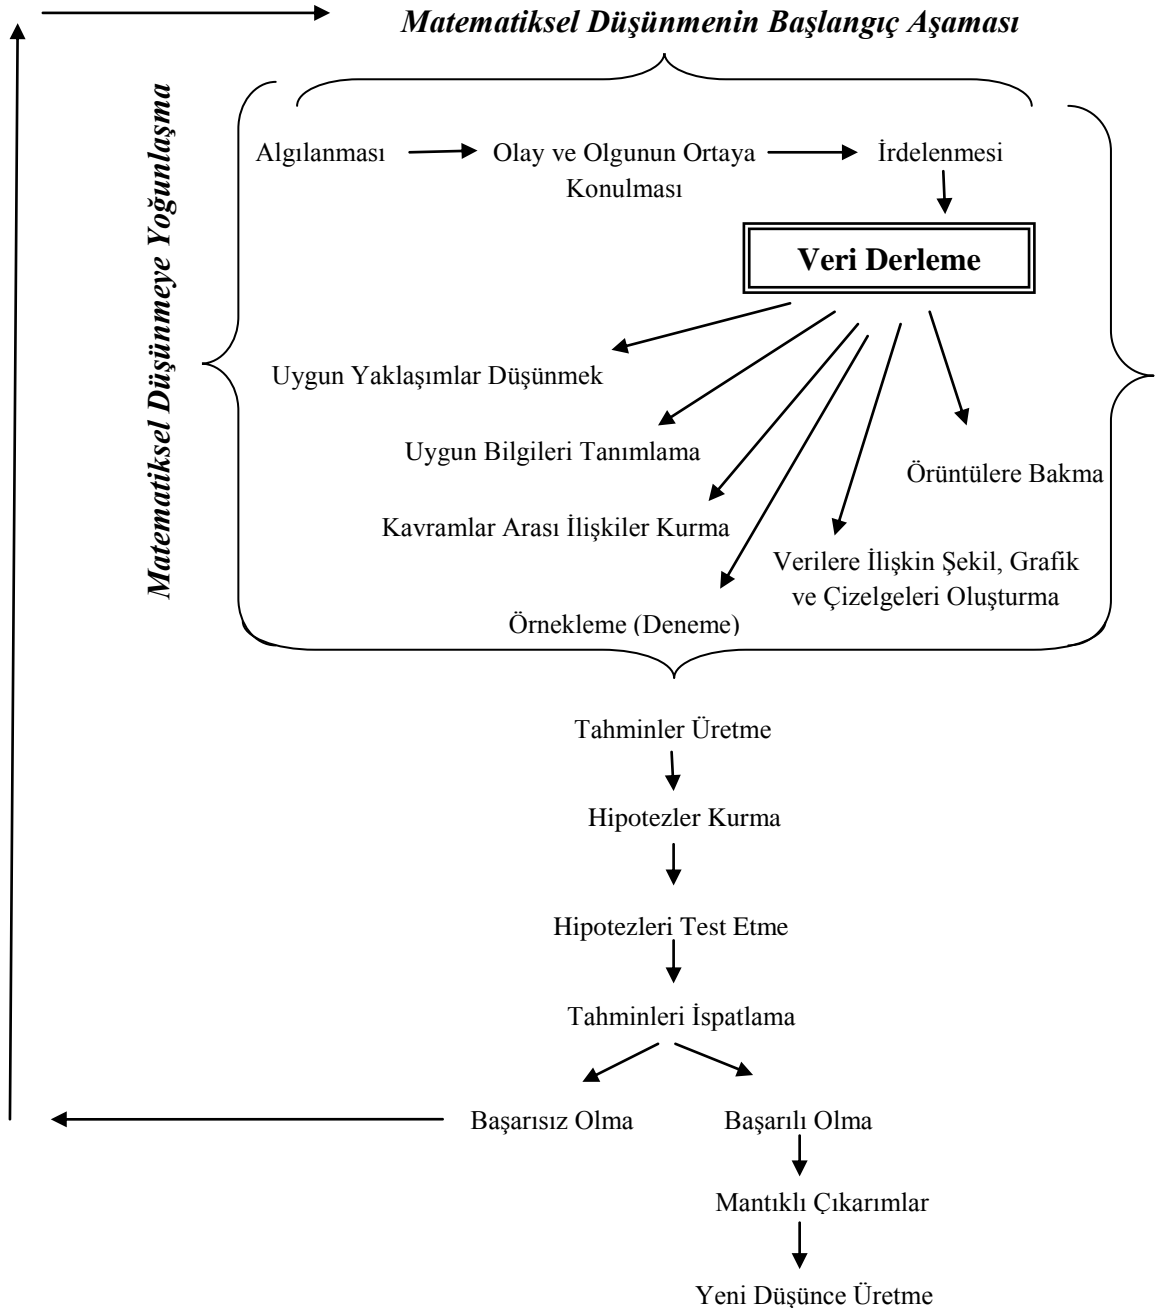 Matematiksel Düşünmenin Başlangıç Aşaması
Matematiksel Düşünmeye Yoğunlaşma
Algılanması
Olay ve Olgunun Ortaya
Konulması
İrdelenmesi
Veri Derleme
Uygun Yaklaşımlar Düşünmek
Uygun Bilgileri Tanımlama
Örüntülere Bakma
Kavramlar Arası İlişkiler Kurma
Verilere İlişkin Şekil, Grafik
ve Çizelgeleri Oluşturma
Örnekleme (Deneme)
Tahminler Üretme
Hipotezler Kurma
Hipotezleri Test Etme
Tahminleri İspatlama
Başarısız Olma
Başarılı Olma
Mantıklı Çıkarımlar
Yeni Düşünce Üretme